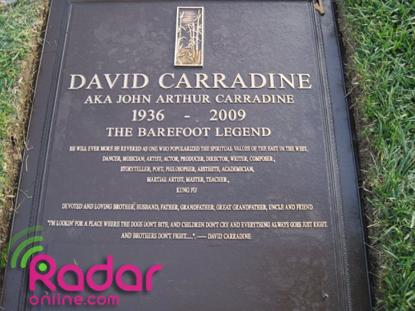 DAVID CARRADINE
AKA JOHN ARTHUR CARRADINE
1936 - 2009
THE BAREFOOT LEGEND
HE WILL EVER MORE BE REVERED AS ONE WHO POPULARIZED THE SPIRITUAL VALUES OF THE EAST IN THE WEST,
DANCER, MUSICIAN, ARTIST, ACTOR, PRODUCER, DIRECTOR, WRITER, COMPOSER,
STORYTELLER, POET, PHILOSOPHER, AESTHETE, ACADEMICIAN,
MARTIAL ARTIST, MASTER, TEACHER,
KUNG FU
DEVOTED AND LOVING BROTHER, HUSBAND, FATHER, GRANDFATHER, GREAT GRANDFATHER, UNCLE AND FRIEND
"I'M LOOKIN' FOR A PLACE WHERE THE DOGS DON'T BITE, AND CHILDREN DON'T CRY AND EVERYTHING ALWAYS GOES JUST RIGHT
AND BROTHERS DON'T FIGHT....". —— DAVID CARRADINE
Radar
online.com